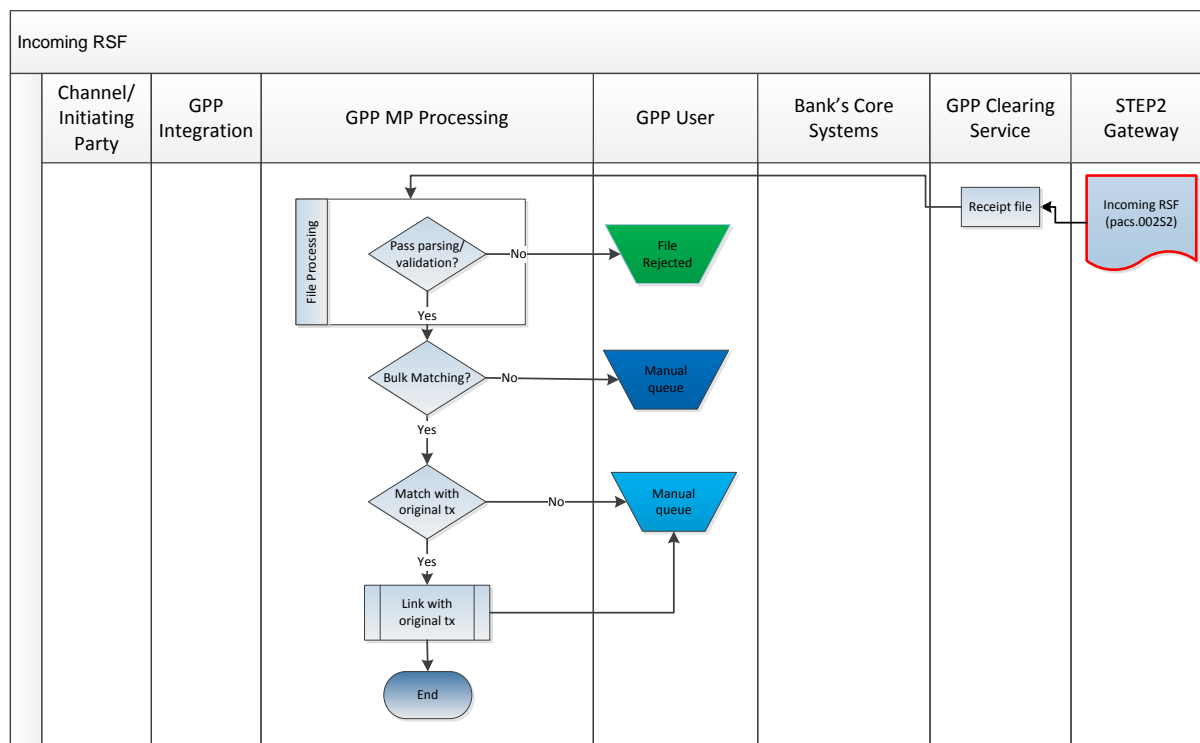 Incoming RSF
Channel/
Initiating
Party
GPP
Integration
GPP MP Processing
GPP User
Bank's Core
Systems
GPP Clearing
Service
STEP2
Gateway
Receipt file
Incoming RSF
(pacs.002S2)
File Processing
Pass parsing/
validation?
No
File
Rejected
Yes
Bulk Matching?
No
Manual
queue
Yes
Match with
original tx
No
Manual
queue
Yes
Link with
original tx
End